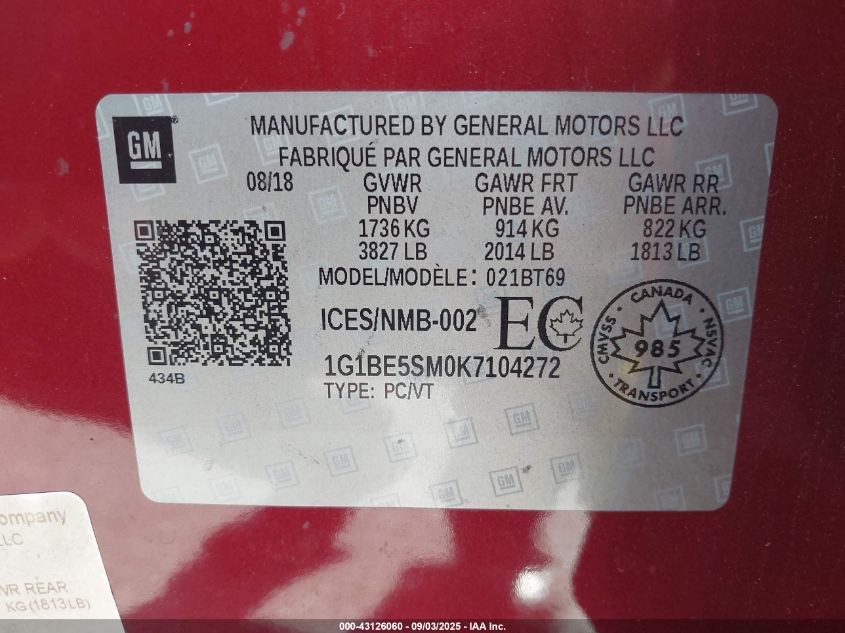 GM
MANUFACTURED BY GENERAL MOTORS LLC
FABRIQUÉ PAR GENERAL MOTORS LLC
08/18 GVWR GAWR FRT GAWR RR
PNBV PNBE AV. PNBE ARR.
1736 KG 914 KG 822 KG
3827 LB 2014 LB 1813 LB
MODEL/MODÈLE: 021BT69
ICES/NMB-002 EC
434B
1G1BE5SM0K7104272
TYPE: PC/VT
CANADA
CMVSS 985 NSVAC
TRANSPORT
ompany
LLC
VR REAR
KG(1813LB)
000-43126060 - 09/03/2025 - IAA Inc.